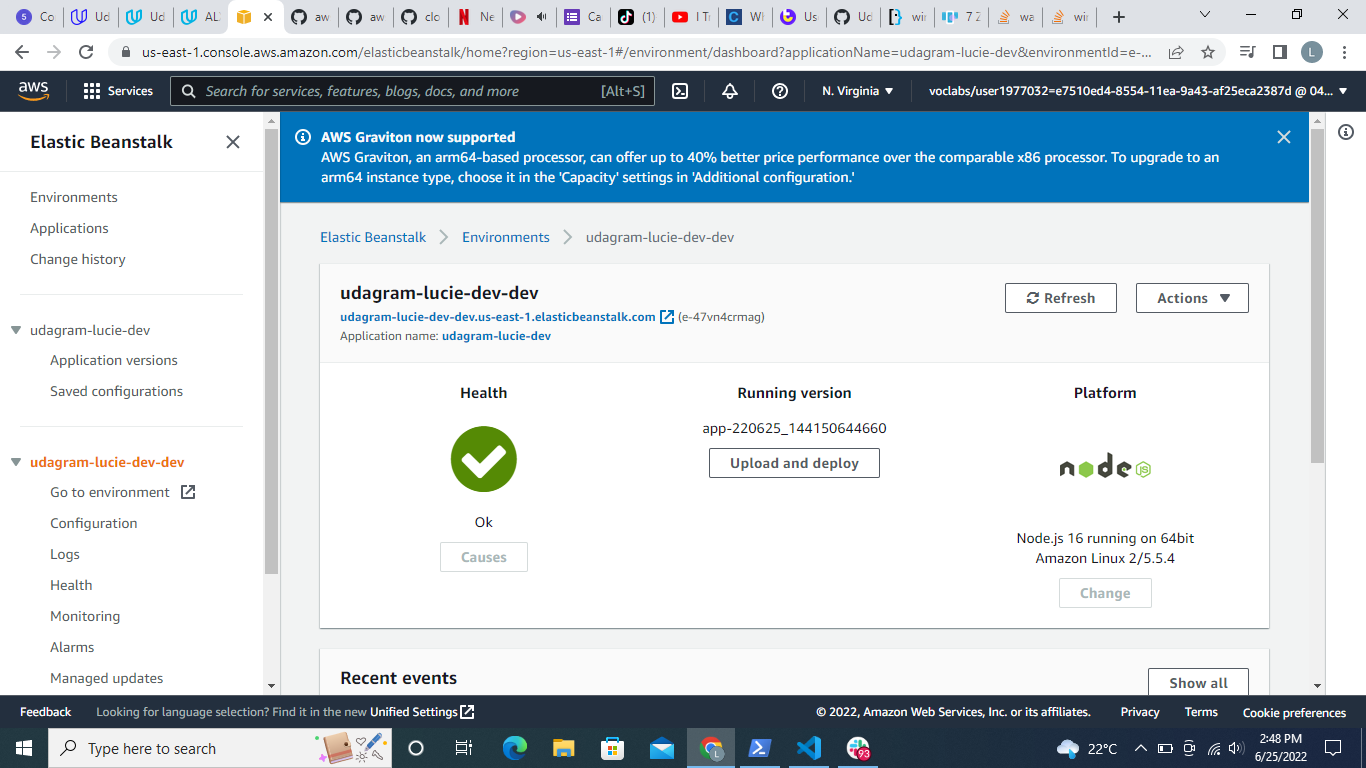 5 Co
Ud
Ud
AL
aw
aw
clo
Ne
Ca
(1)
I Tr
C Wh
Use
Ud
wir
7 2
wa
wir
us-east-1.console.aws.amazon.com/elasticbeanstalk/home?region=us-east-1#/environment/dashboard?applicationName=udagram-lucie-dev&environmentId=e-...
L
aws
Services
Search for services, features, blogs, docs, and more
[Alt+S]
N. Virginia
voclabs/user1977032=e7510ed4-8554-11ea-9a43-af25eca2387d @ 04...
Elastic Beanstalk
Environments
Applications
Change history
udagram-lucie-dev
Application versions
Saved configurations
udagram-lucie-dev-dev
Go to environment
Configuration
Logs
Health
Monitoring
Alarms
Managed updates
AWS Graviton now supported
AWS Graviton, an arm64-based processor, can offer up to 40% better price performance over the comparable x86 processor. To upgrade to an
arm64 instance type, choose it in the 'Capacity' settings in 'Additional configuration.'
Elastic Beanstalk
Environments
udagram-lucie-dev-dev
udagram-lucie-dev-dev
udagram-lucie-dev-dev.us-east-1.elasticbeanstalk.com (e-47vn4crmag)
Application name: udagram-lucie-dev
Refresh
Actions
Health
Ok
Causes
Running version
app-220625_144150644660
Upload and deploy
Platform
node JS
Node.js 16 running on 64bit
Amazon Linux 2/5.5.4
Change
Recent events
Show all
Feedback
Looking for language selection? Find it in the new Unified Settings
© 2022, Amazon Web Services, Inc. or its affiliates.
Privacy
Terms
Cookie preferences
Type here to search
L
93
22°C
2:48 PM
6/25/2022